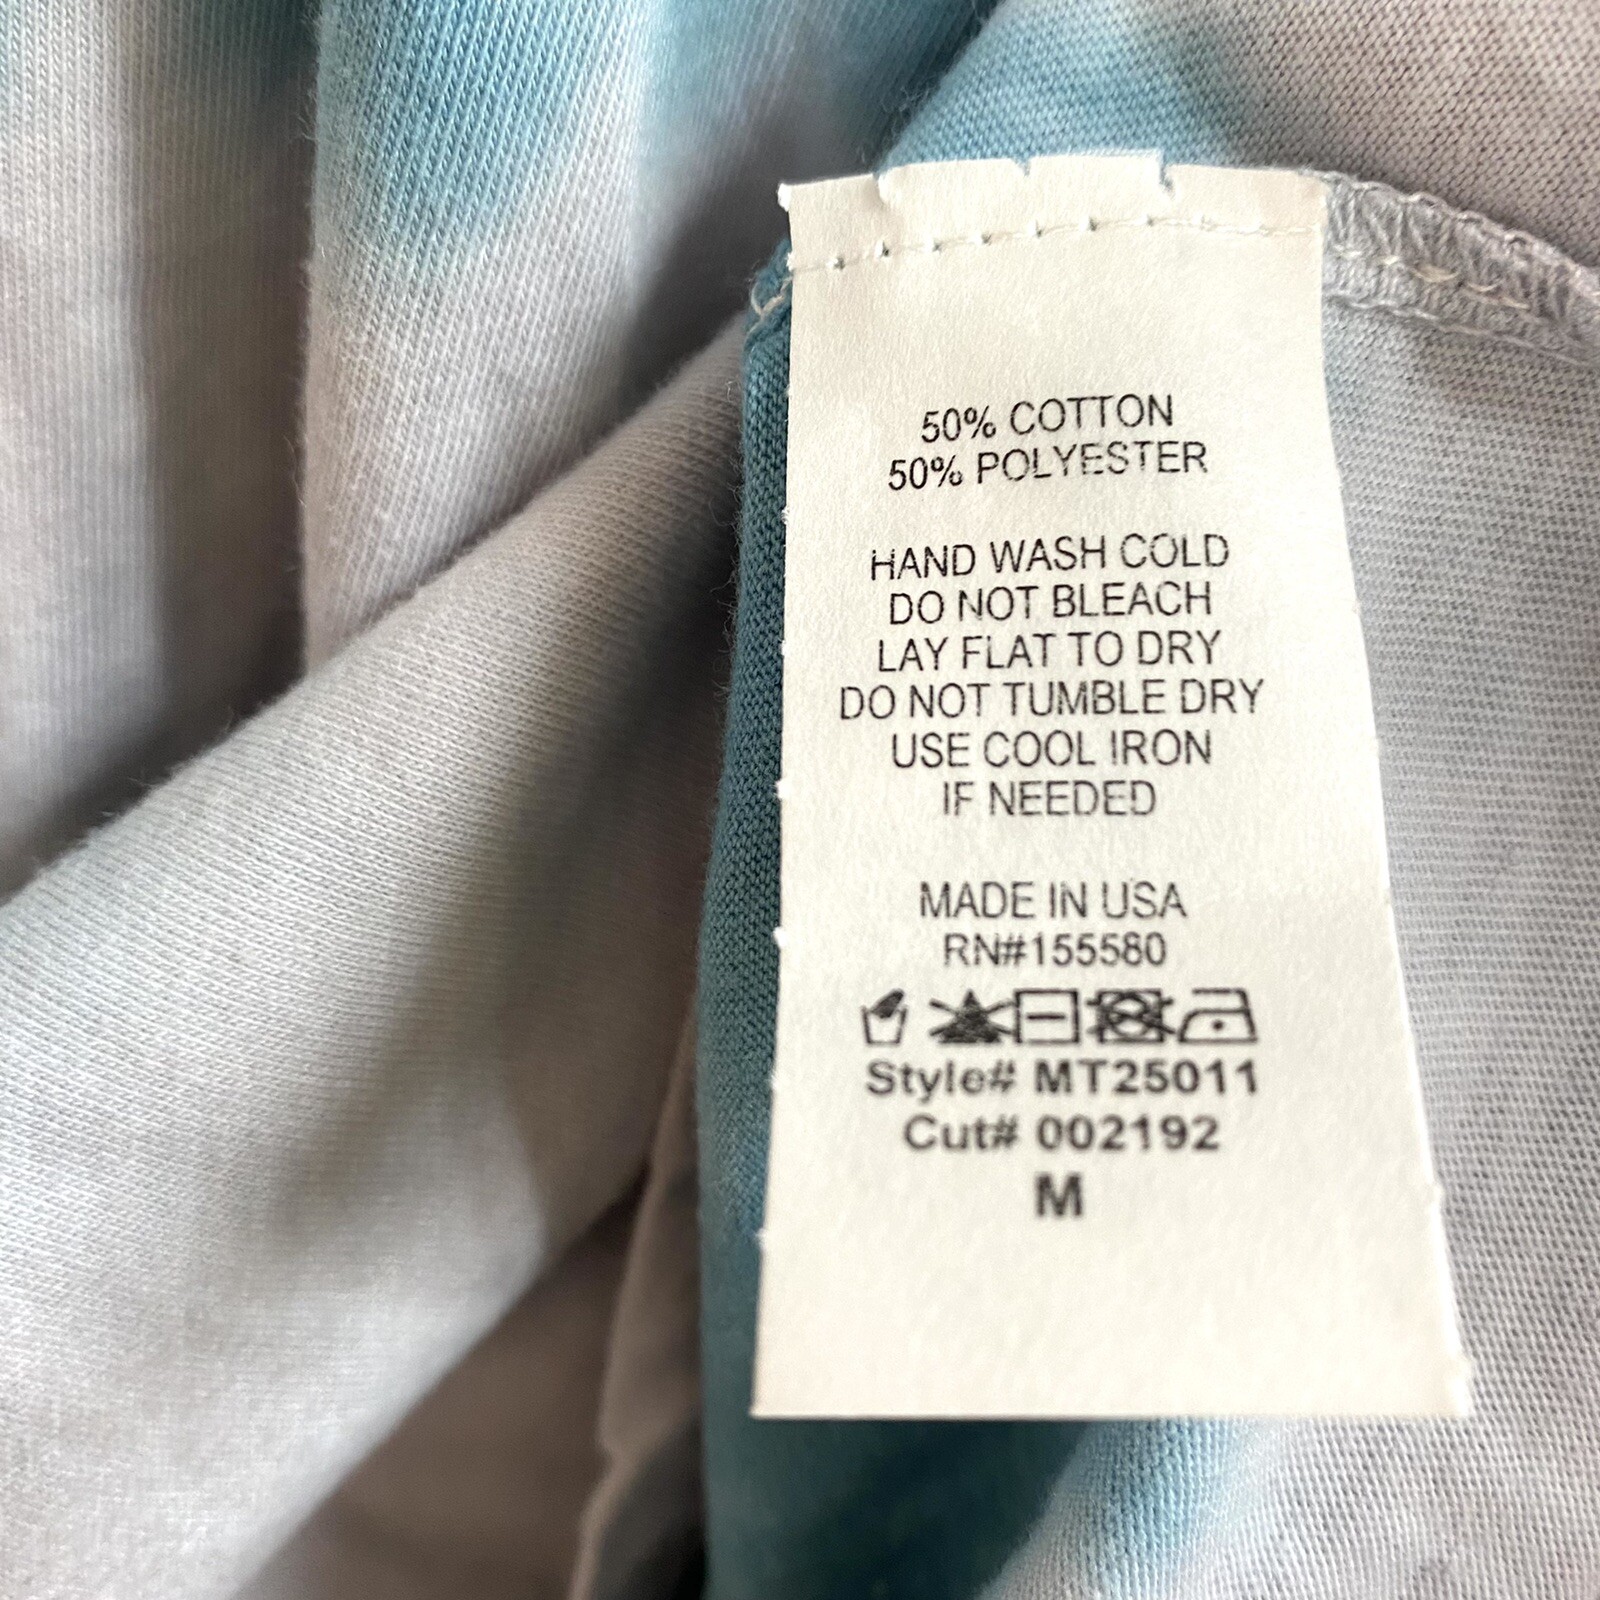 50% COTTON
50% POLYESTER
HAND WASH COLD
DO NOT BLEACH
LAY FLAT TO DRY
DO NOT TUMBLE DRY
USE COOL IRON
IF NEEDED
MADE IN USA
RN#155580
Style# MT25011
Cut# 002192
M